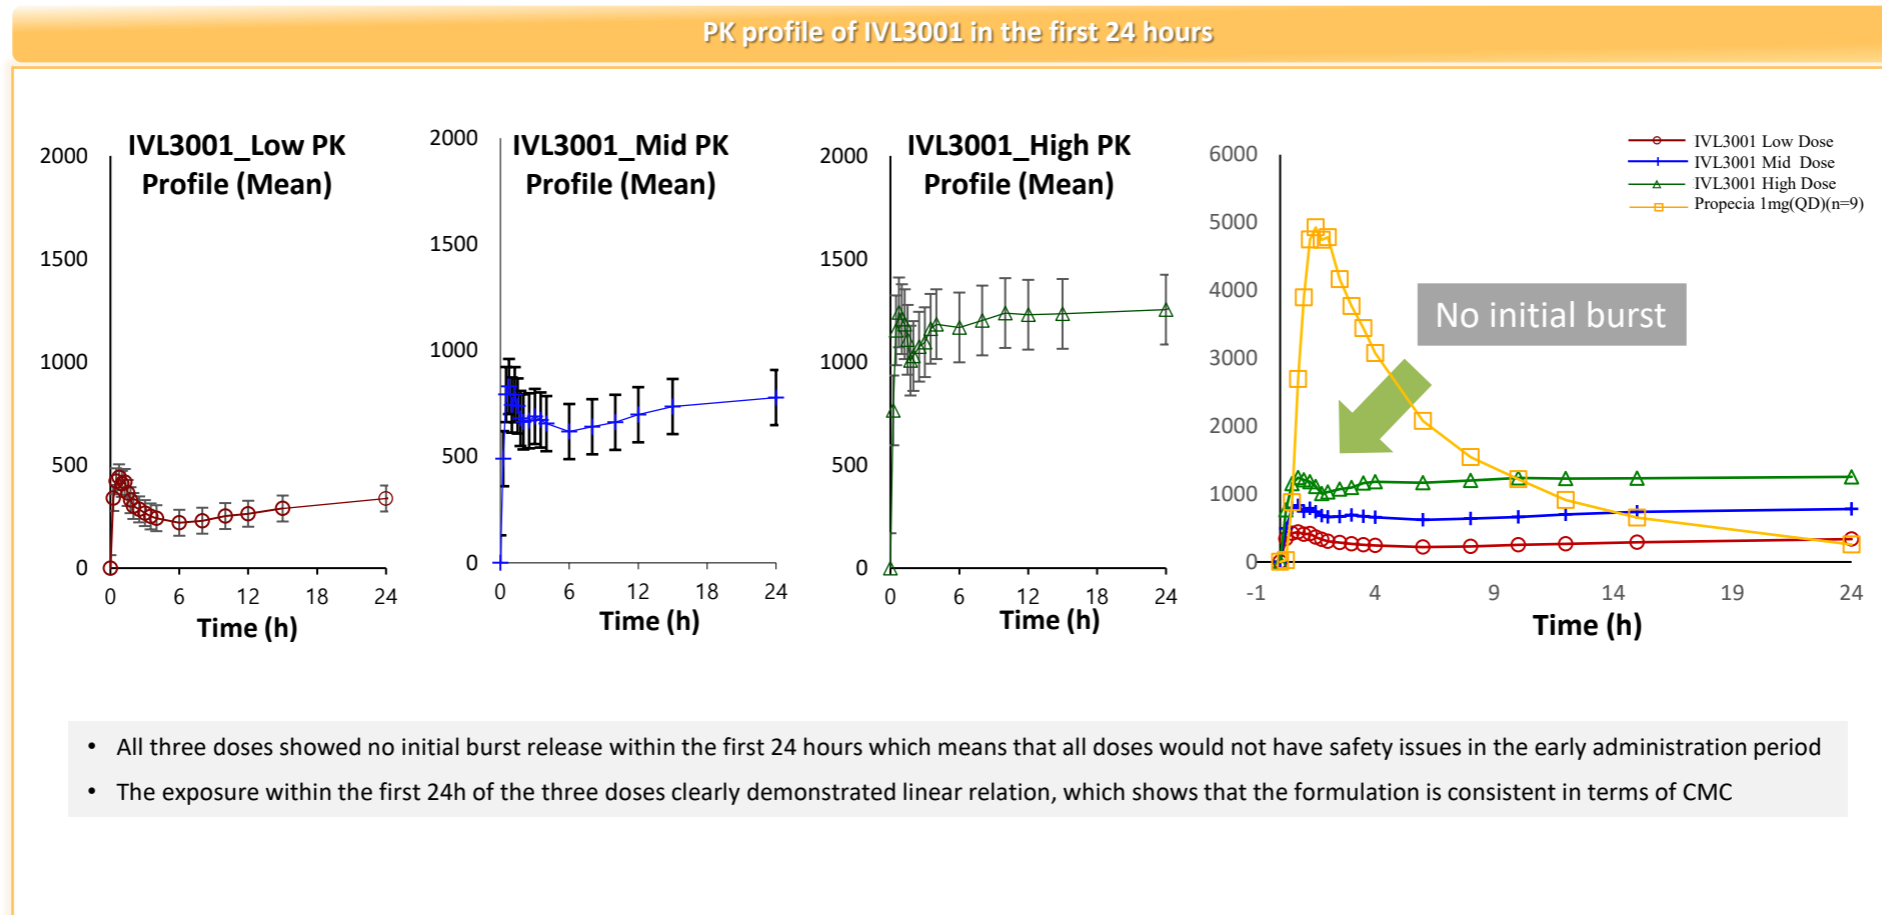 PK profile of IVL3001 in the first 24 hours
IVL3001_Low PK
Profile (Mean)
2000
1500
1000
500
0
0 6 12 18 24
Time (h)
IVL3001_Mid PK
Profile (Mean)
2000
1500
1000
500
0
0 6 12 18 24
Time (h)
IVL3001_High PK
Profile (Mean)
2000
1500
1000
500
0
0 6 12 18 24
Time (h)
IVL3001 Low Dose
IVL3001 Mid Dose
IVL3001 High Dose
Propecia 1mg(QD)(n=9)
6000
5000
4000
3000
2000
1000
0
No initial burst
-1 4 9 14 19 24
Time (h)
• All three doses showed no initial burst release within the first 24 hours which means that all doses would not have safety issues in the early administration period
• The exposure within the first 24h of the three doses clearly demonstrated linear relation, which shows that the formulation is consistent in terms of CMC